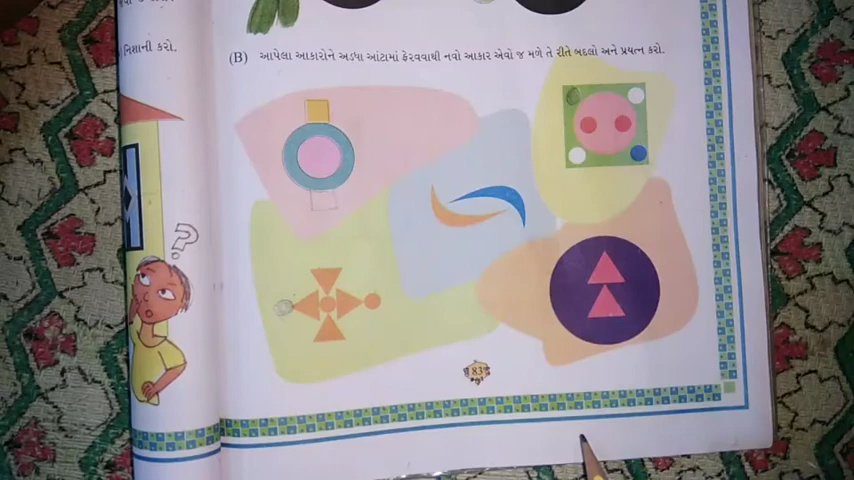 નિશાની કરો.
(B) આપેલા આકારોને અડધા આંટામાં ફેરવવાથી નવો આકાર એવો જ મળે તે રીતે બદલો અને પ્રયત્ન કરો.
?
83